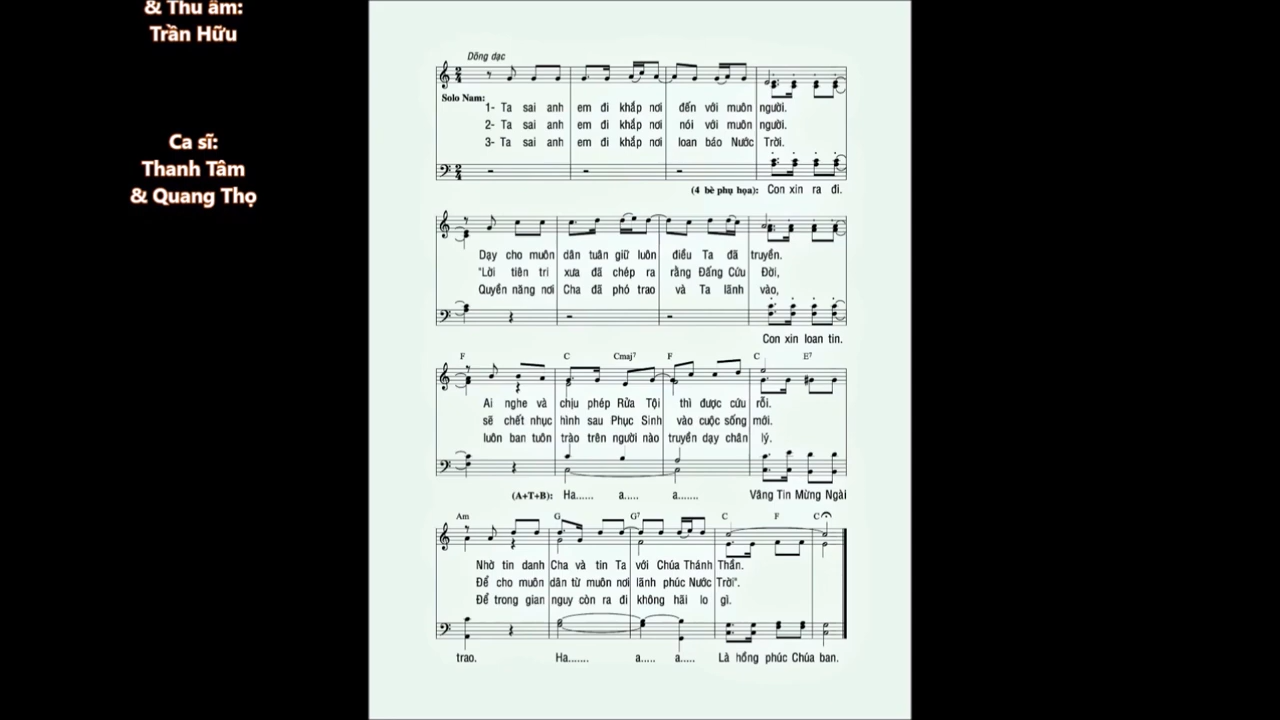 & Thu âm:
Trần Hữu
Ca sĩ:
Thanh Tâm
& Quang Thọ
Dõng dạc
Solo Nam:
1- Ta sai anh em đi khắp nơi đến với muôn người.
2- Ta sai anh em đi khắp nơi nói với muôn người.
3- Ta sai anh em đi khắp nơi loan báo Nước Trời.
(4 bè phụ họa): Con xin ra đi.
Dạy cho muôn dân tuân giữ luôn điều Ta đã truyền.
"Lời tiên tri xưa đã chép ra rằng Đấng Cứu Đời,
Quyền năng nơi Cha đã phó trao và Ta lãnh vào,
Con xin loan tin.
F C Cmaj7 F C E7
Ai nghe và chịu phép Rửa Tội thì được cứu rỗi.
sẽ chết nhục hình sau Phục Sinh vào cuộc sống mới.
luôn ban tuôn trào trên người nào truyền dạy chân lý.
(A+T+B): Ha...... a..... a....... Vâng Tin Mừng Ngài
Am G G7 C F C
Nhờ tin danh Cha và tin Ta với Chúa Thánh Thần.
Để cho muôn dân từ muôn nơi lãnh phúc Nước Trời".
Để trong gian nguy còn ra đi không hãi lo gì.
trao. Ha....... a..... a..... Là hồng phúc Chúa ban.